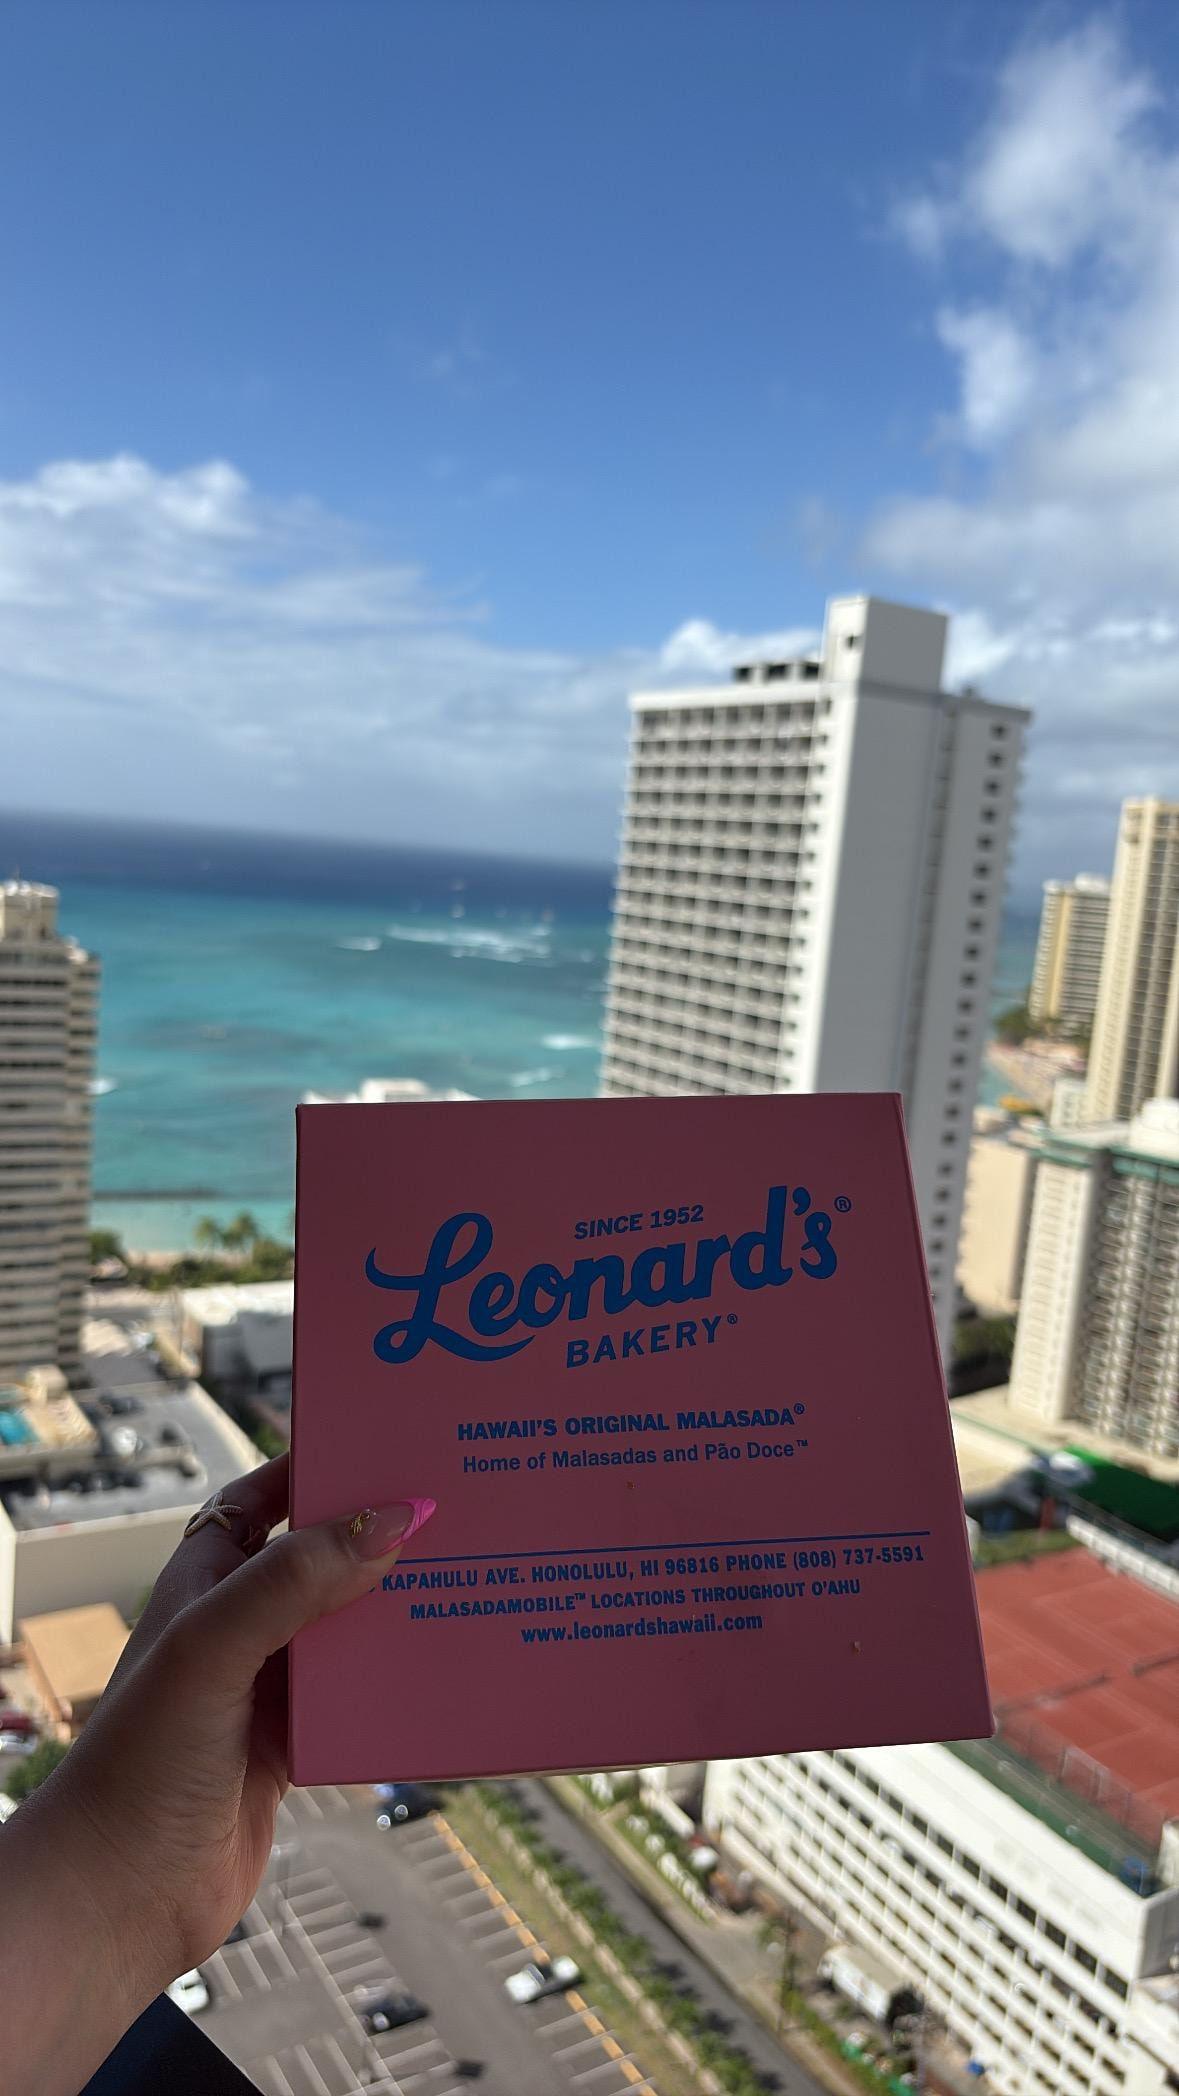 SINCE 1952
Leonard's®
BAKERY®
HAWAII'S ORIGINAL MALASADA®
Home of Malasadas and Pão Doce™
KAPAHULU AVE. HONOLULU, HI 96816 PHONE (808) 737-5591
MALASADAMOBILE™ LOCATIONS THROUGHOUT O'AHU
www.leonardshawaii.com